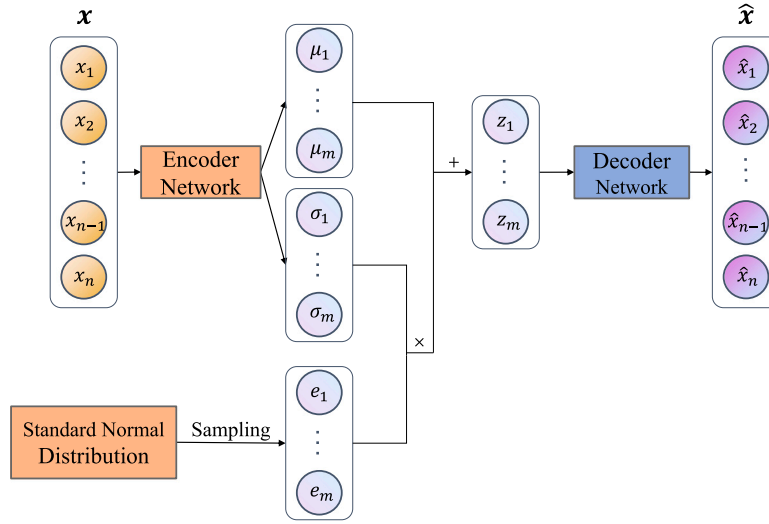 x
x̂
x₁
x₂
⋮
xₙ₋₁
xₙ
Encoder
Network
μ₁
⋮
μₘ
σ₁
⋮
σₘ
Standard Normal
Distribution
Sampling
e₁
⋮
eₘ
×
+
z₁
⋮
zₘ
Decoder
Network
x̂₁
x̂₂
⋮
x̂ₙ₋₁
x̂ₙ